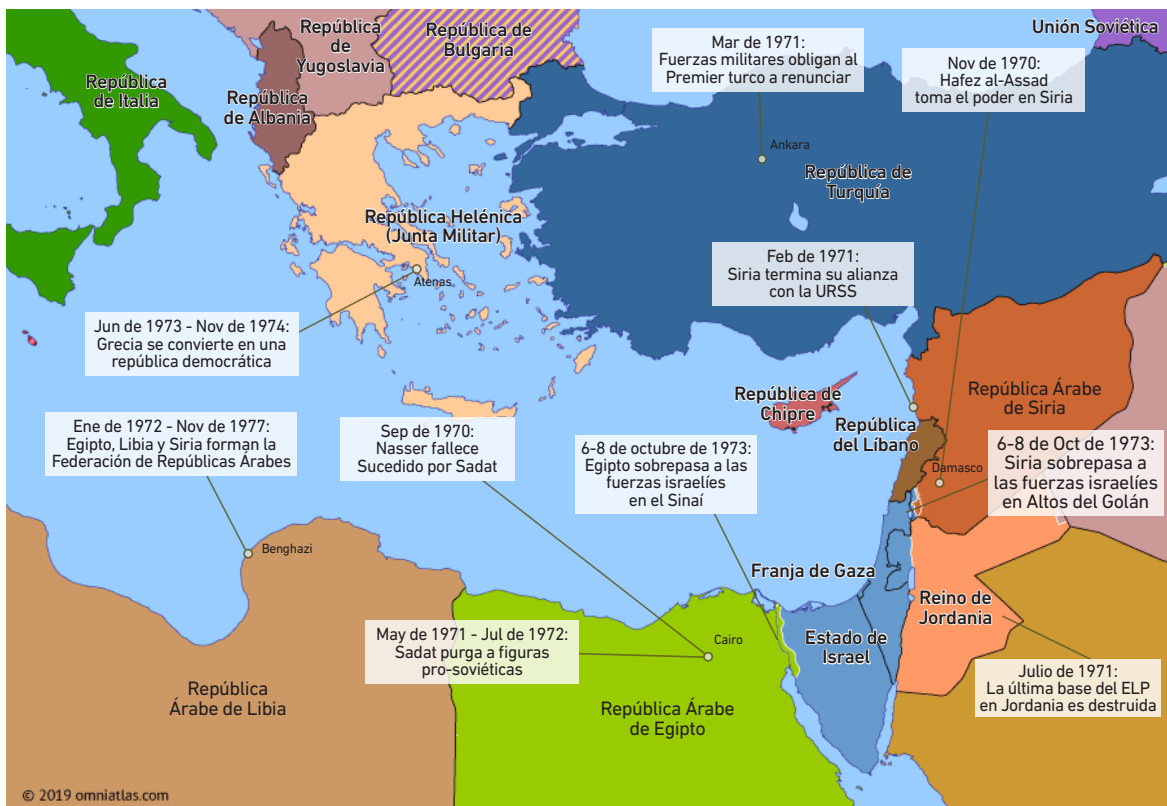 República
de
Yugoslavia
República de
Bulgaria
Unión Soviética
Mar de 1971:
Fuerzas militares obligan al
Premier turco a renunciar
Nov de 1970:
Hafez al-Assad
toma el poder en Siria
República
de Italia
República
de Albania
Ankara
República de
Turquía
República Helénica
(Junta Militar)
Atenas
Feb de 1971:
Siria termina su alianza
con la URSS
Jun de 1973 - Nov de 1974:
Grecia se convierte en una
república democrática
República de
Chipre
República Árabe
de Siria
República
del Líbano
Ene de 1972 - Nov de 1977:
Egipto, Libia y Siria forman la
Federación de Repúblicas Árabes
Sep de 1970:
Nasser fallece
Sucedido por Sadat
6-8 de octubre de 1973:
Egipto sobrepasa a las
fuerzas israelíes
en el Sinaí
Damasco
6-8 de Oct de 1973:
Siria sobrepasa a
las fuerzas israelíes
en Altos del Golán
Benghazi
Franja de Gaza
Reino de
Jordania
May de 1971 - Jul de 1972:
Sadat purga a figuras
pro-soviéticas
Cairo
Estado de
Israel
Julio de 1971:
La última base del ELP
en Jordania es destruida
República
Árabe de Libia
República Árabe
de Egipto
© 2019 omniatlas.com